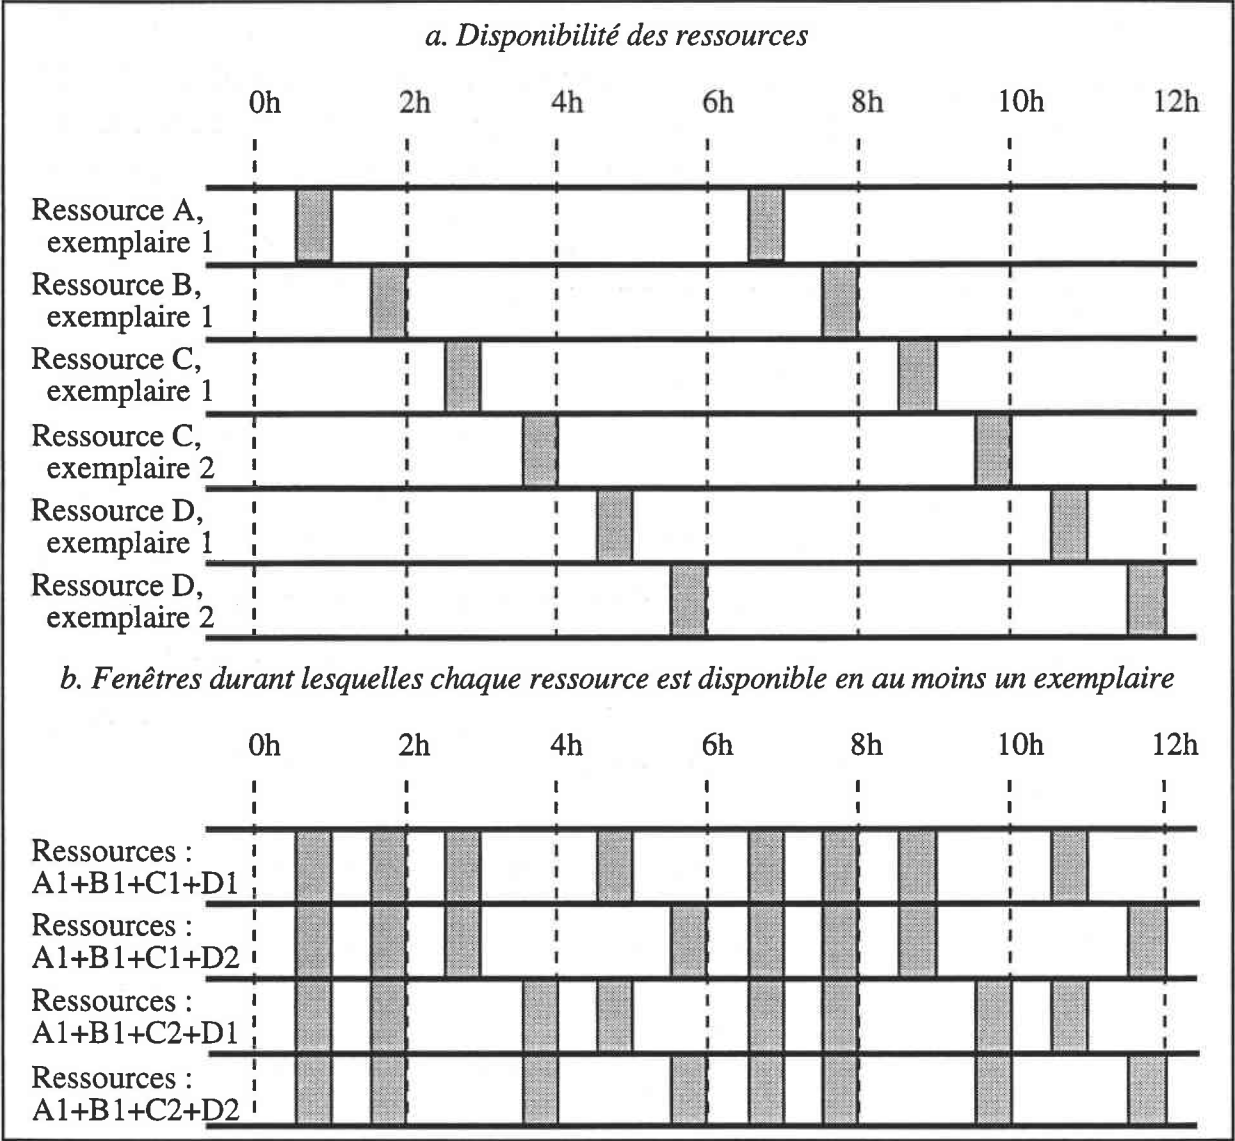 a. Disponibilité des ressources
0h 2h 4h 6h 8h 10h 12h
Ressource A,
exemplaire 1
Ressource B,
exemplaire 1
Ressource C,
exemplaire 1
Ressource C,
exemplaire 2
Ressource D,
exemplaire 1
Ressource D,
exemplaire 2
b. Fenêtres durant lesquelles chaque ressource est disponible en au moins un exemplaire
0h 2h 4h 6h 8h 10h 12h
Ressources :
A1+B1+C1+D1
Ressources :
A1+B1+C1+D2
Ressources :
A1+B1+C2+D1
Ressources :
A1+B1+C2+D2